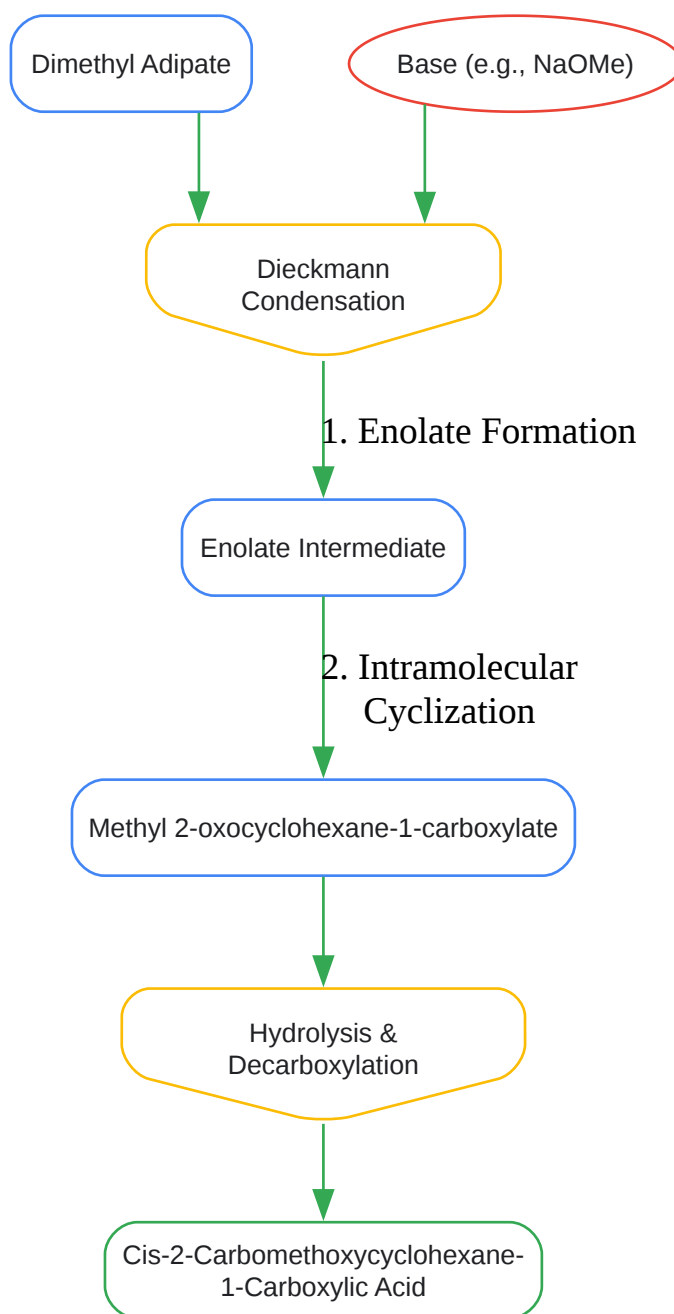 Dimethyl Adipate
Base (e.g., NaOMe)
Dieckmann
Condensation
1. Enolate Formation
Enolate Intermediate
2. Intramolecular
Cyclization
Methyl 2-oxocyclohexane-1-carboxylate
Hydrolysis &
Decarboxylation
Cis-2-Carbomethoxycyclohexane-
1-Carboxylic Acid